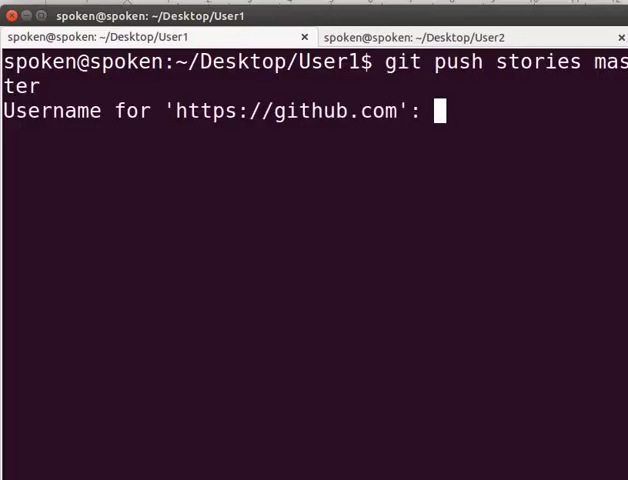 spoken@spoken: ~/Desktop/User1
spoken@spoken: ~/Desktop/User1 × spoken@spoken: ~/Desktop/User2 ×
spoken@spoken:~/Desktop/User1$ git push stories mas
ter
Username for 'https://github.com':